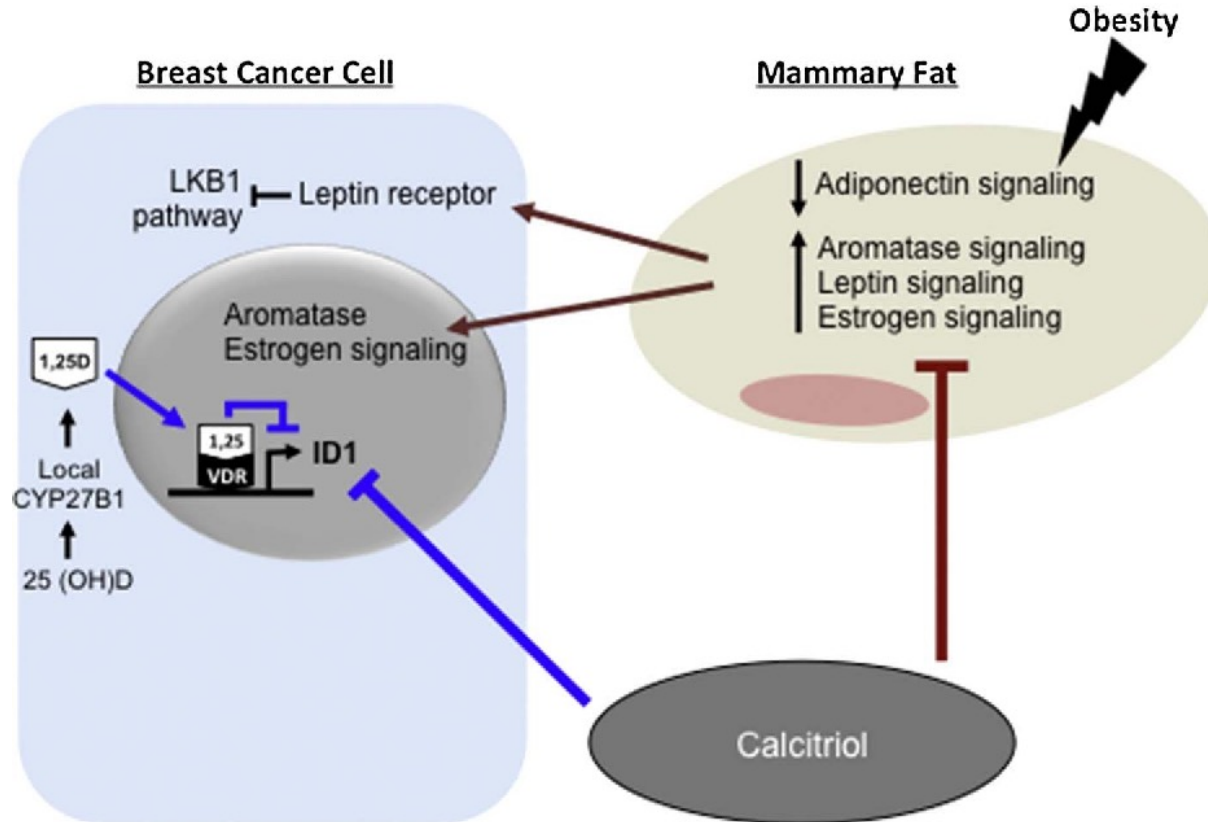 Obesity
Breast Cancer Cell
Mammary Fat
LKB1
pathway
Leptin receptor
Adiponectin signaling
Aromatase signaling
Leptin signaling
Estrogen signaling
Aromatase
Estrogen signaling
1,25D
1,25
VDR
ID1
Local
CYP27B1
25 (OH)D
Calcitriol